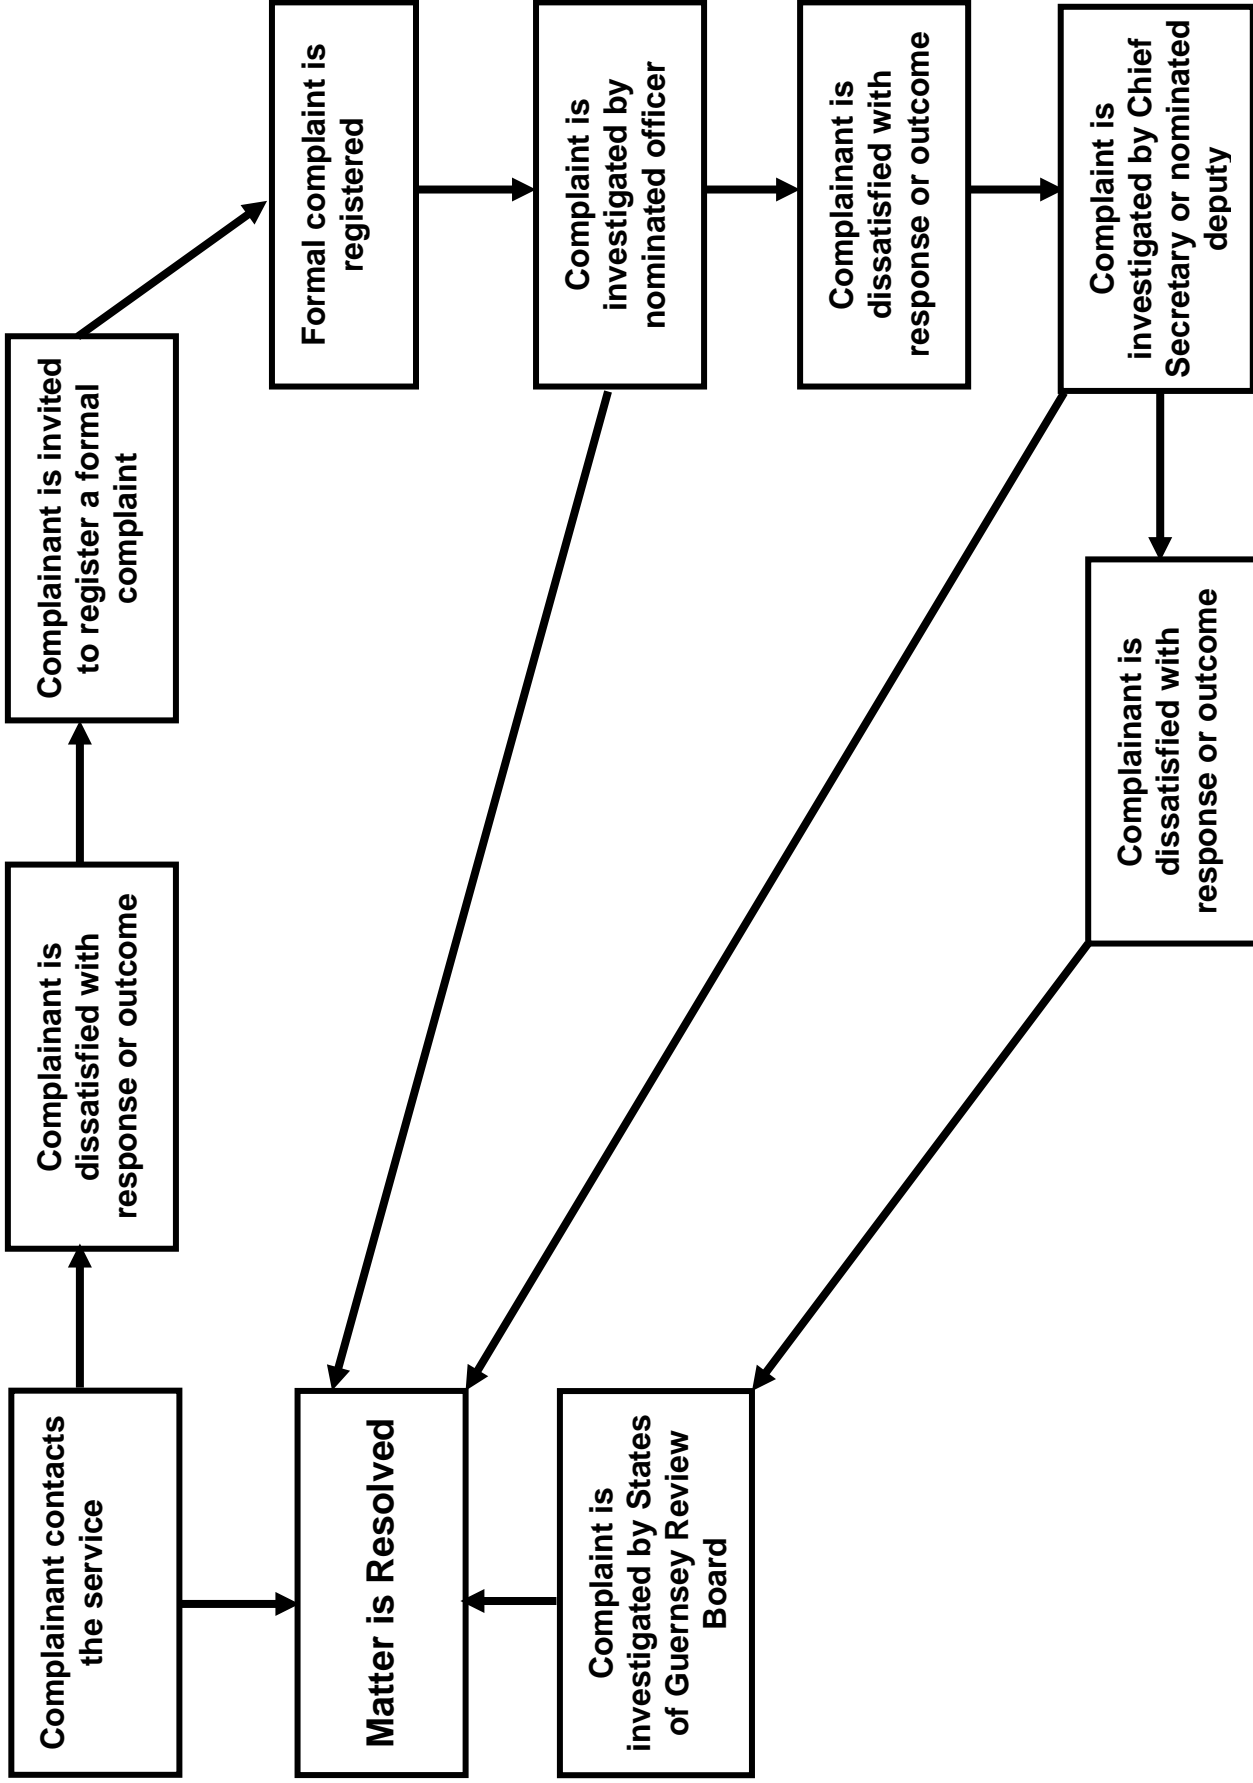 Complainant contacts
the service
Complainant is
dissatisfied with
response or outcome
Complainant is invited
to register a formal
complaint
Formal complaint is
registered
Complaint is
investigated by
nominated officer
Complainant is
dissatisfied with
response or outcome
Complaint is
investigated by Chief
Secretary or nominated
deputy
Complainant is
dissatisfied with
response or outcome
Complaint is
investigated by States
of Guernsey Review
Board
Matter is Resolved